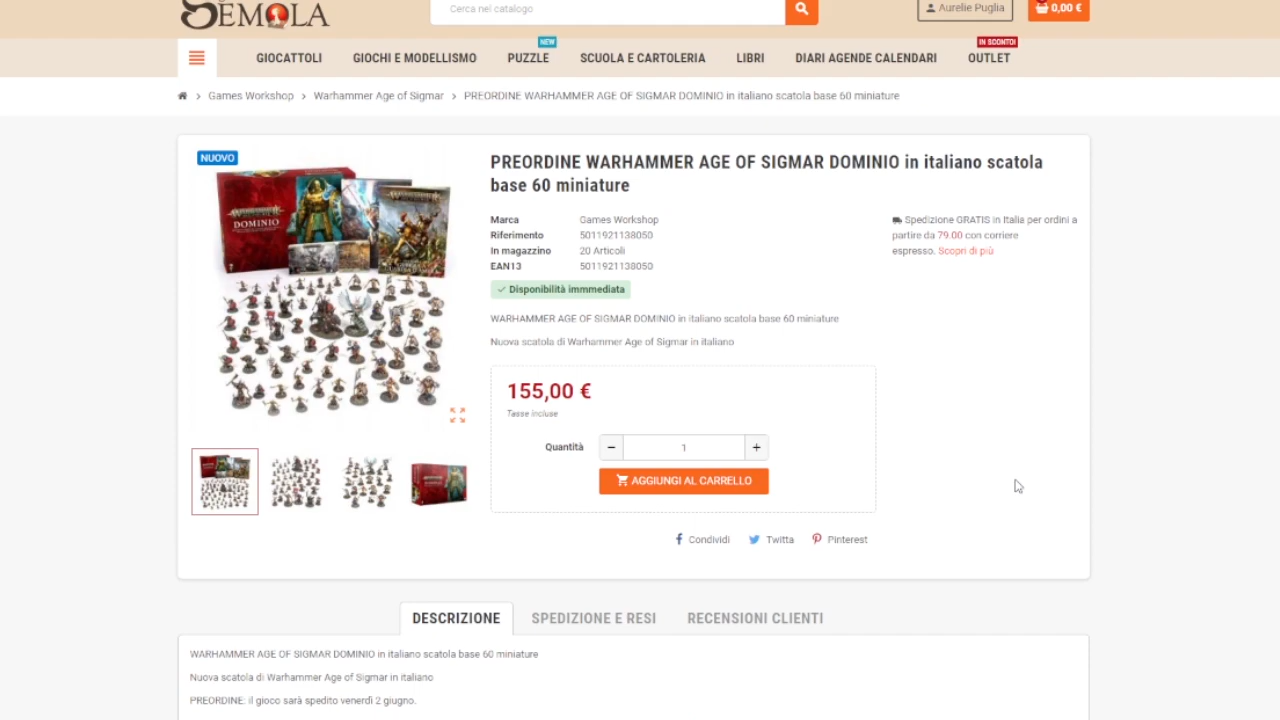 SEMOLA
Cerca nel catalogo
Aurelie Puglia
0,00 €
NEW
IN SCONTO!
GIOCATTOLI
GIOCHI E MODELLISMO
PUZZLE
SCUOLA E CARTOLERIA
LIBRI
DIARI AGENDE CALENDARI
OUTLET
Games Workshop
Warhammer Age of Sigmar
PREORDINE WARHAMMER AGE OF SIGMAR DOMINIO in italiano scatola base 60 miniature
NUOVO
WARHAMMER
DOMINIO
PREORDINE WARHAMMER AGE OF SIGMAR DOMINIO in italiano scatola
base 60 miniature
Marca Games Workshop
Riferimento 5011921138050
In magazzino 20 Articoli
EAN13 5011921138050
Spedizione GRATIS in Italia per ordini a
partire da 79.00 con corriere
espresso. Scopri di più
Disponibilità immmediata
WARHAMMER AGE OF SIGMAR DOMINIO in italiano scatola base 60 miniature
Nuova scatola di Warhammer Age of Sigmar in italiano
155,00 €
Tasse incluse
Quantità − 1 +
AGGIUNGI AL CARRELLO
Condividi
Twitta
Pinterest
DESCRIZIONE
SPEDIZIONE E RESI
RECENSIONI CLIENTI
WARHAMMER AGE OF SIGMAR DOMINIO in italiano scatola base 60 miniature
Nuova scatola di Warhammer Age of Sigmar in italiano
PREORDINE: il gioco sarà spedito venerdì 2 giugno.